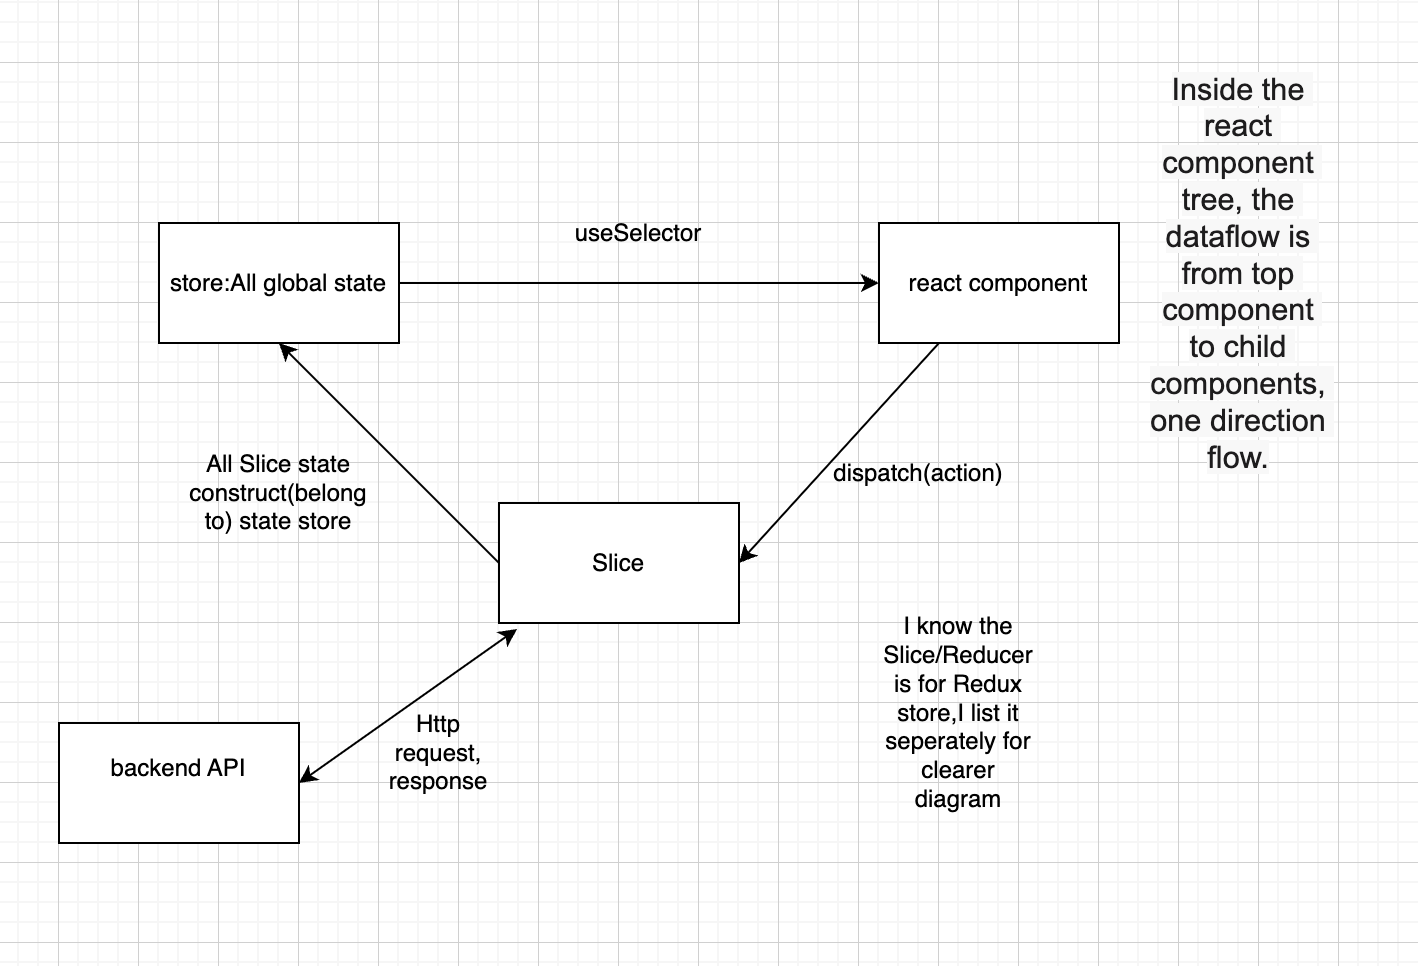 Inside the
react
component
tree, the
dataflow is
from top
component
to child
components,
one direction
flow.
useSelector
store:All global state
react component
All Slice state
construct(belong
to) state store
dispatch(action)
Slice
I know the
Slice/Reducer
is for Redux
store,I list it
seperately for
clearer
diagram
Http
request,
response
backend API